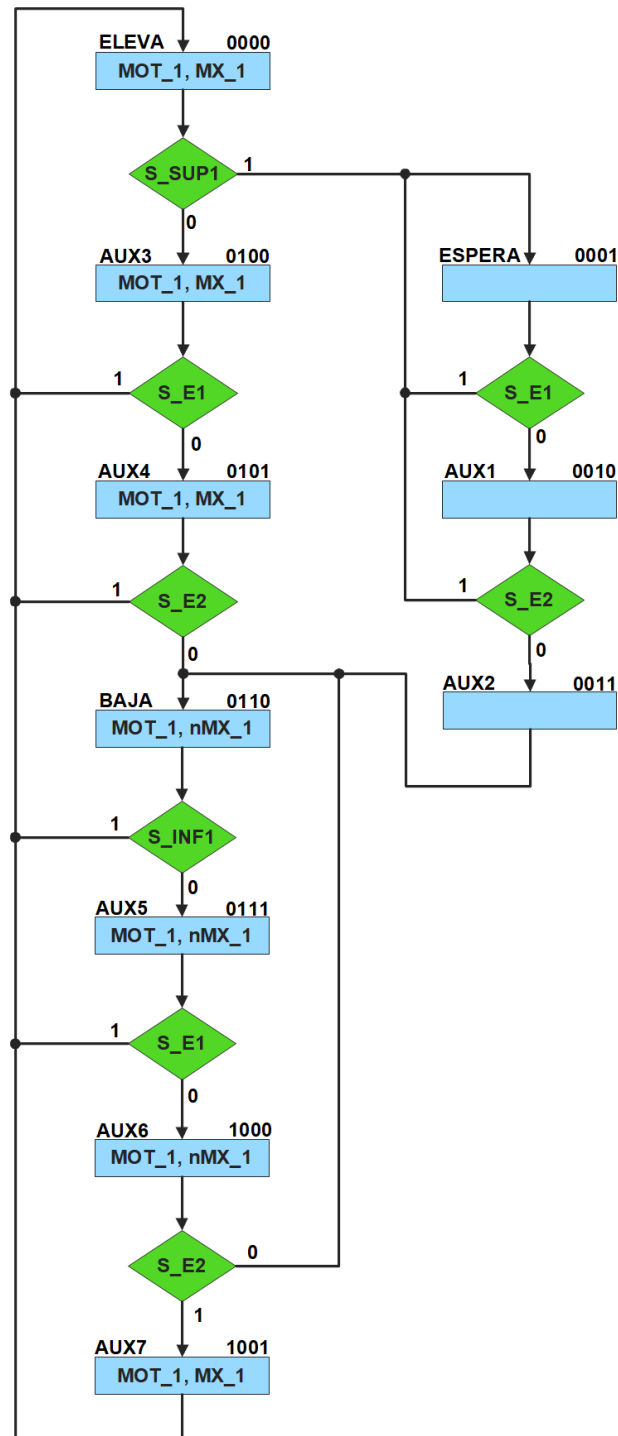 ELEVA 0000
MOT_1, MX_1
S_SUP1
1
0
AUX3 0100
MOT_1, MX_1
ESPERA 0001
S_E1
1
0
S_E1
1
0
AUX4 0101
MOT_1, MX_1
AUX1 0010
S_E2
1
0
S_E2
1
0
AUX2 0011
BAJA 0110
MOT_1, nMX_1
S_INF1
1
0
AUX5 0111
MOT_1, nMX_1
S_E1
1
0
AUX6 1000
MOT_1, nMX_1
S_E2
0
1
AUX7 1001
MOT_1, MX_1